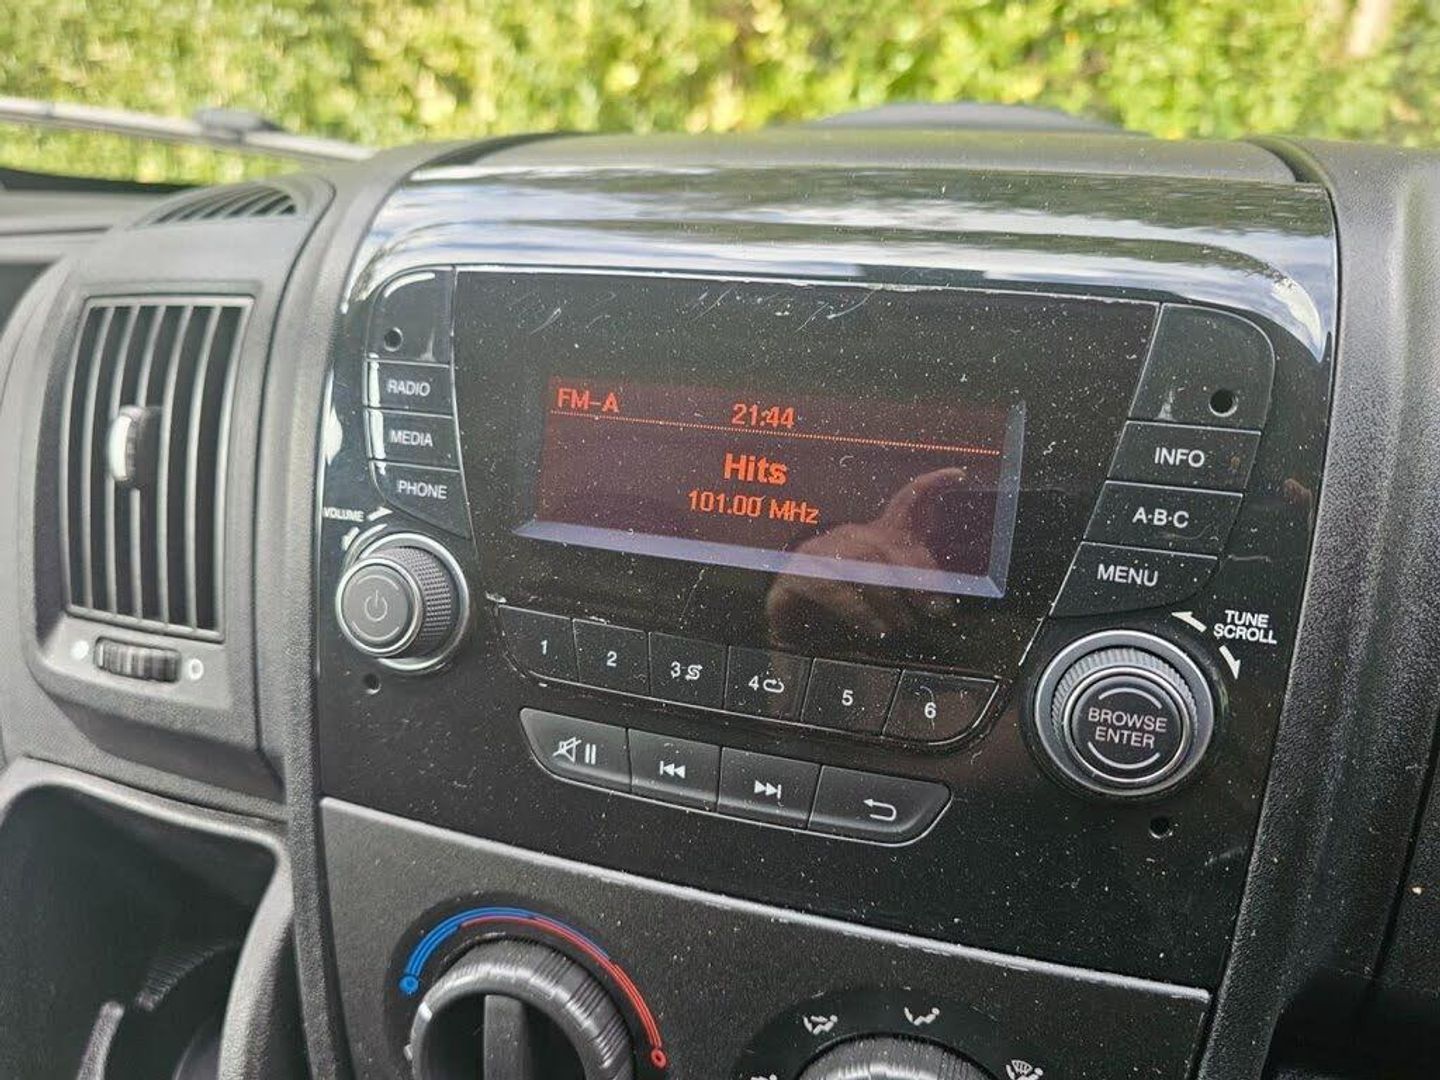 RADIO
MEDIA
PHONE
VOLUME
FM-A 21:44
Hits
101.00 MHz
INFO
A·B·C
MENU
TUNE
SCROLL
BROWSE
ENTER
1 2 3 4 5 6